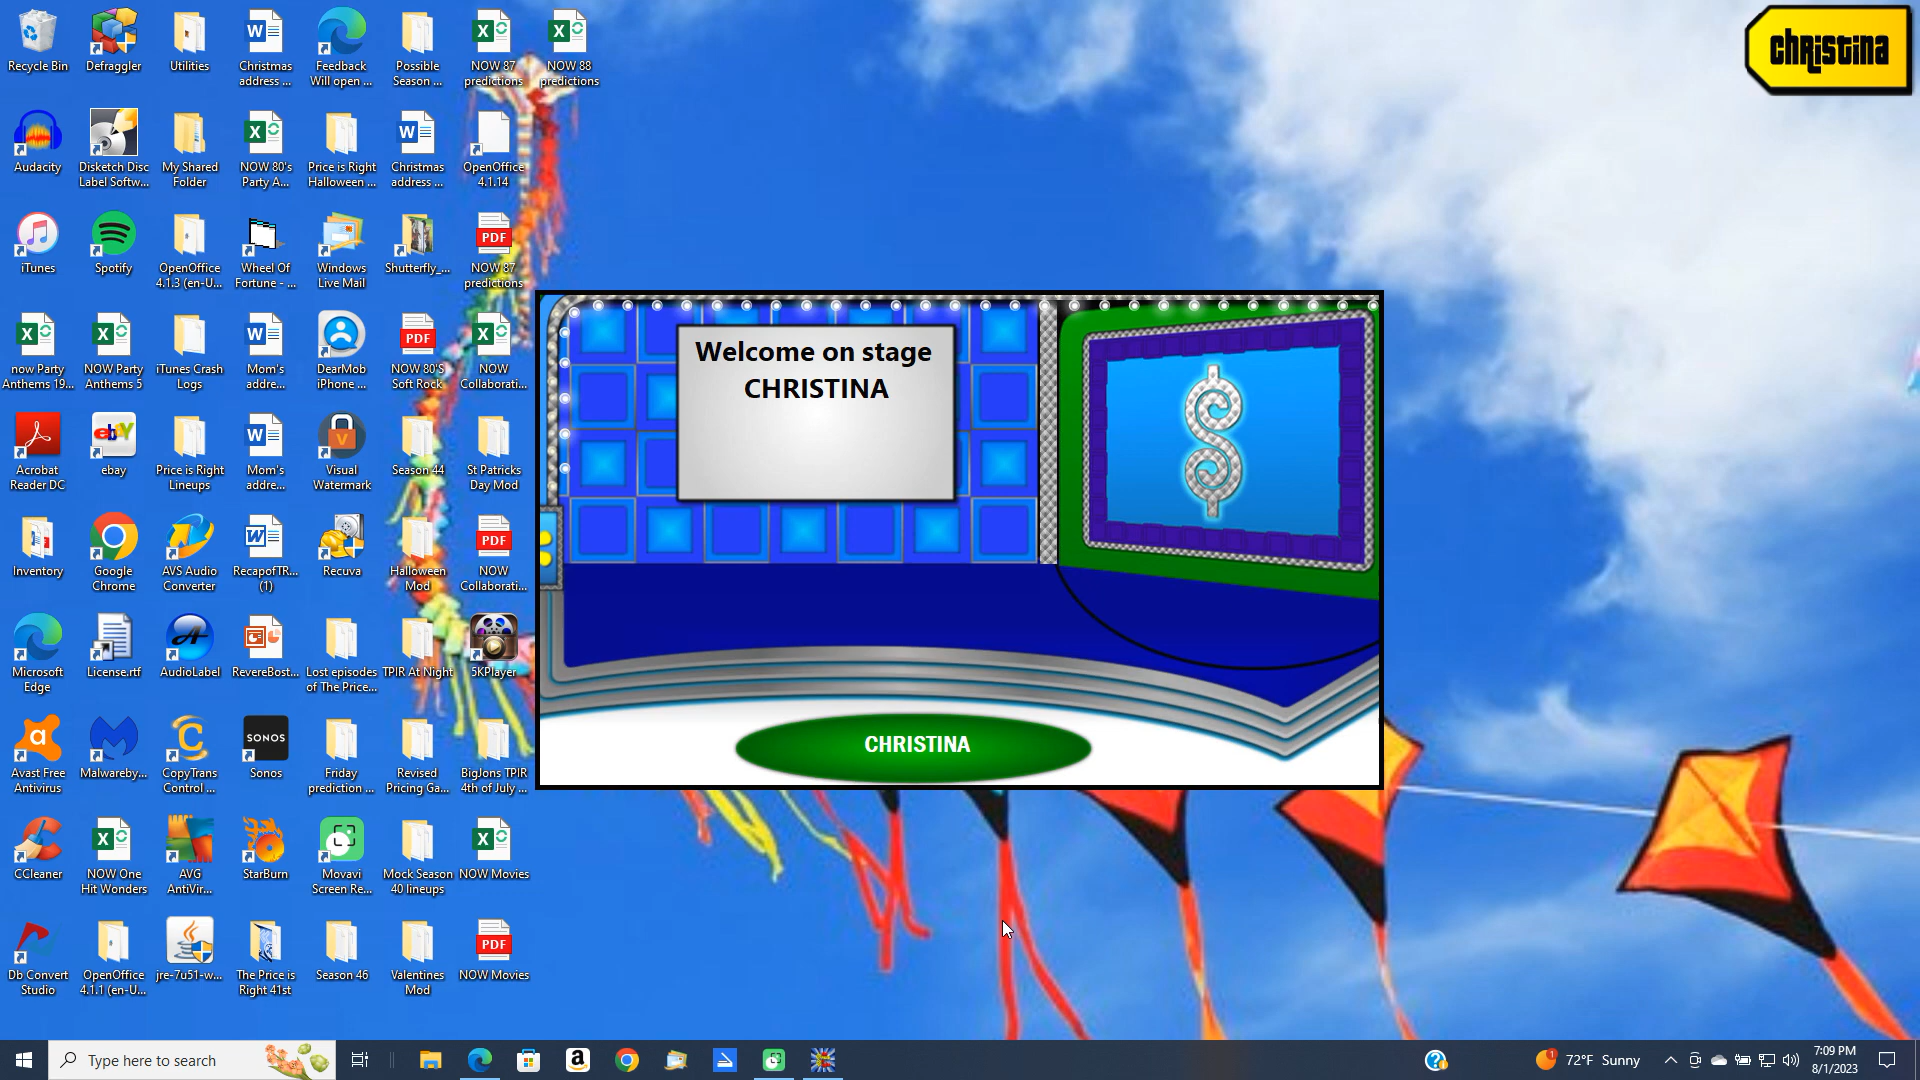 Recycle Bin
Defraggler
Utilities
Christmas
address ...
Feedback
Will open ...
Possible
Season ...
NOW 87
predictions
NOW 88
predictions
christina
Audacity
Disketch Disc
Label Softw...
My Shared
Folder
NOW 80's
Party A...
Price is Right
Halloween ...
Christmas
address ...
OpenOffice
4.1.14
iTunes
Spotify
OpenOffice
4.1.3 (en-U...
Wheel Of
Fortune - ...
Windows
Live Mail
Shutterfly_...
PDF
NOW 87
predictions
now Party
Anthems 19...
NOW Party
Anthems 5
iTunes Crash
Logs
Mom's
addre...
DearMob
iPhone ...
PDF
NOW 80'S
Soft Rock
NOW
Collaborati...
Acrobat
Reader DC
ebay
ebay
Price is Right
Lineups
Mom's
addre...
Visual
Watermark
Season 44
St Patricks
Day Mod
Inventory
Google
Chrome
AVS Audio
Converter
RecapofTR...
(1)
Recuva
Halloween
Mod
PDF
NOW
Collaborati...
Microsoft
Edge
License.rtf
AudioLabel
RevereBost...
Lost episodes
of The Price...
TPIR At Night
5KPlayer
Avast Free
Antivirus
Malwareby...
CopyTrans
Control ...
SONOS
Sonos
Friday
prediction ...
Revised
Pricing Ga...
BigJons TPIR
4th of July ...
CCleaner
NOW One
Hit Wonders
AVG
AntiVir...
StarBurn
Movavi
Screen Re...
Mock Season
40 lineups
NOW Movies
Db Convert
Studio
OpenOffice
4.1.1 (en-U...
jre-7u51-w...
The Price is
Right 41st
Season 46
Valentines
Mod
PDF
NOW Movies
Welcome on stage
CHRISTINA
CHRISTINA
Type here to search
72°F Sunny
7:09 PM
8/1/2023